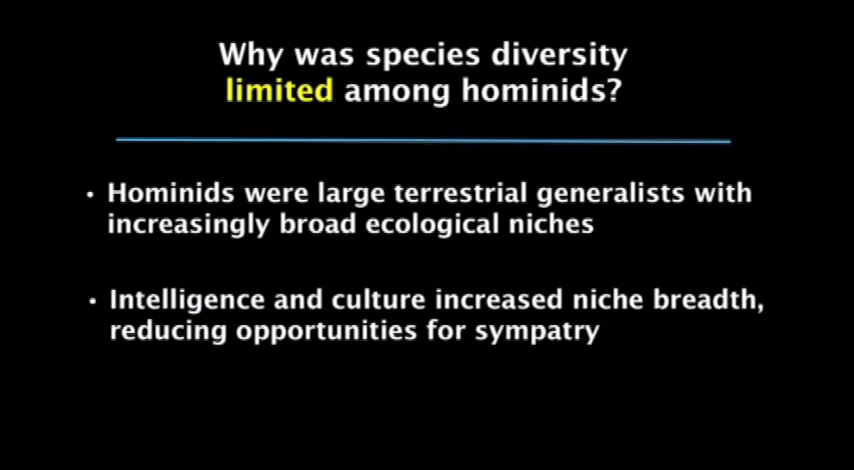 Why was species diversity
limited among hominids?
• Hominids were large terrestrial generalists with
increasingly broad ecological niches
• Intelligence and culture increased niche breadth,
reducing opportunities for sympatry